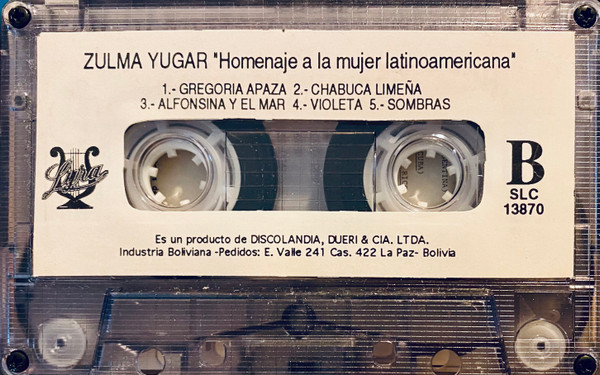 ZULMA YUGAR "Homenaje a la mujer latinoamericana"
1.- GREGORIA APAZA 2.- CHABUCA LIMEÑA
3.- ALFONSINA Y EL MAR 4.- VIOLETA 5.- SOMBRAS
Lyra
B
SLC
13870
Es un producto de DISCOLANDIA, DUERI & CIA. LTDA.
Industria Boliviana -Pedidos: E. Valle 241 Cas. 422 La Paz- Bolivia